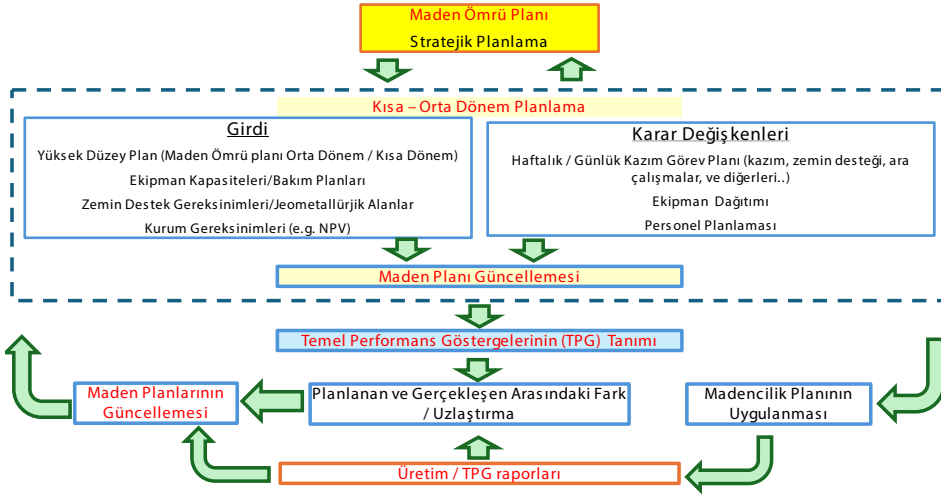 Maden Ömrü Planı
Stratejik Planlama
Kısa – Orta Dönem Planlama
Girdi
Yüksek Düzey Plan (Maden Ömrü planı Orta Dönem / Kısa Dönem)
Ekipman Kapasiteleri/Bakım Planları
Zemin Destek Gereksinimleri/Jeometallürjik Alanlar
Kurum Gereksinimleri (e.g. NPV)
Karar Değişkenleri
Haftalık / Günlük Kazım Görev Planı (kazım, zemin desteği, ara
çalışmalar, ve diğerleri..)
Ekipman Dağıtımı
Personel Planlaması
Maden Planı Güncellemesi
Temel Performans Göstergelerinin (TPG) Tanımı
Maden Planlarının
Güncellemesi
Planlanan ve Gerçekleşen Arasındaki Fark
/ Uzlaştırma
Madencilik Planının
Uygulanması
Üretim / TPG raporları